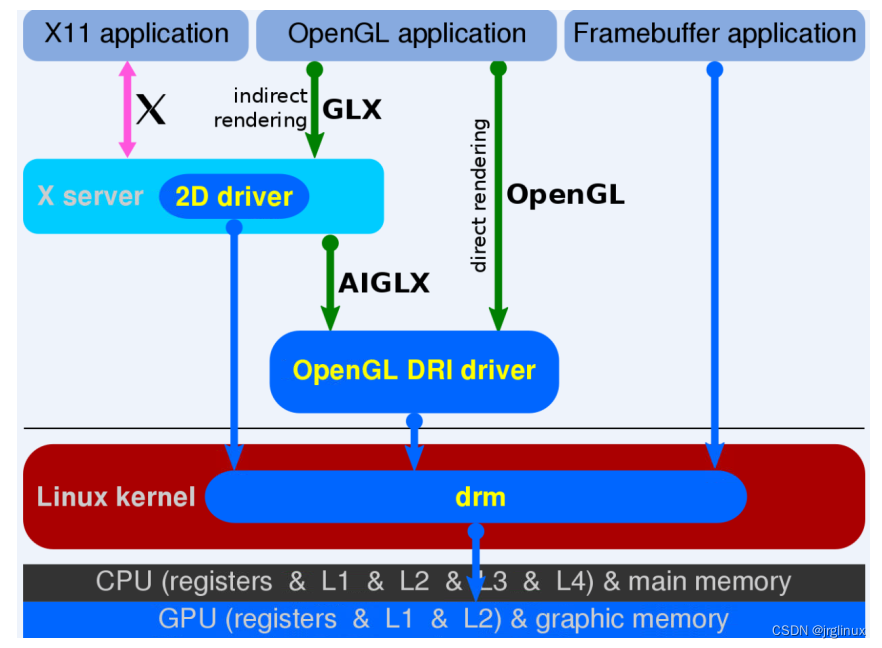 X11 application
OpenGL application
Framebuffer application
X
indirect
rendering
GLX
direct rendering
OpenGL
X server
2D driver
AIGLX
OpenGL DRI driver
Linux kernel
drm
CPU (registers & L1 & L2 & L3 & L4) & main memory
GPU (registers & L1 & L2) & graphic memory
CSDN @jrglinux